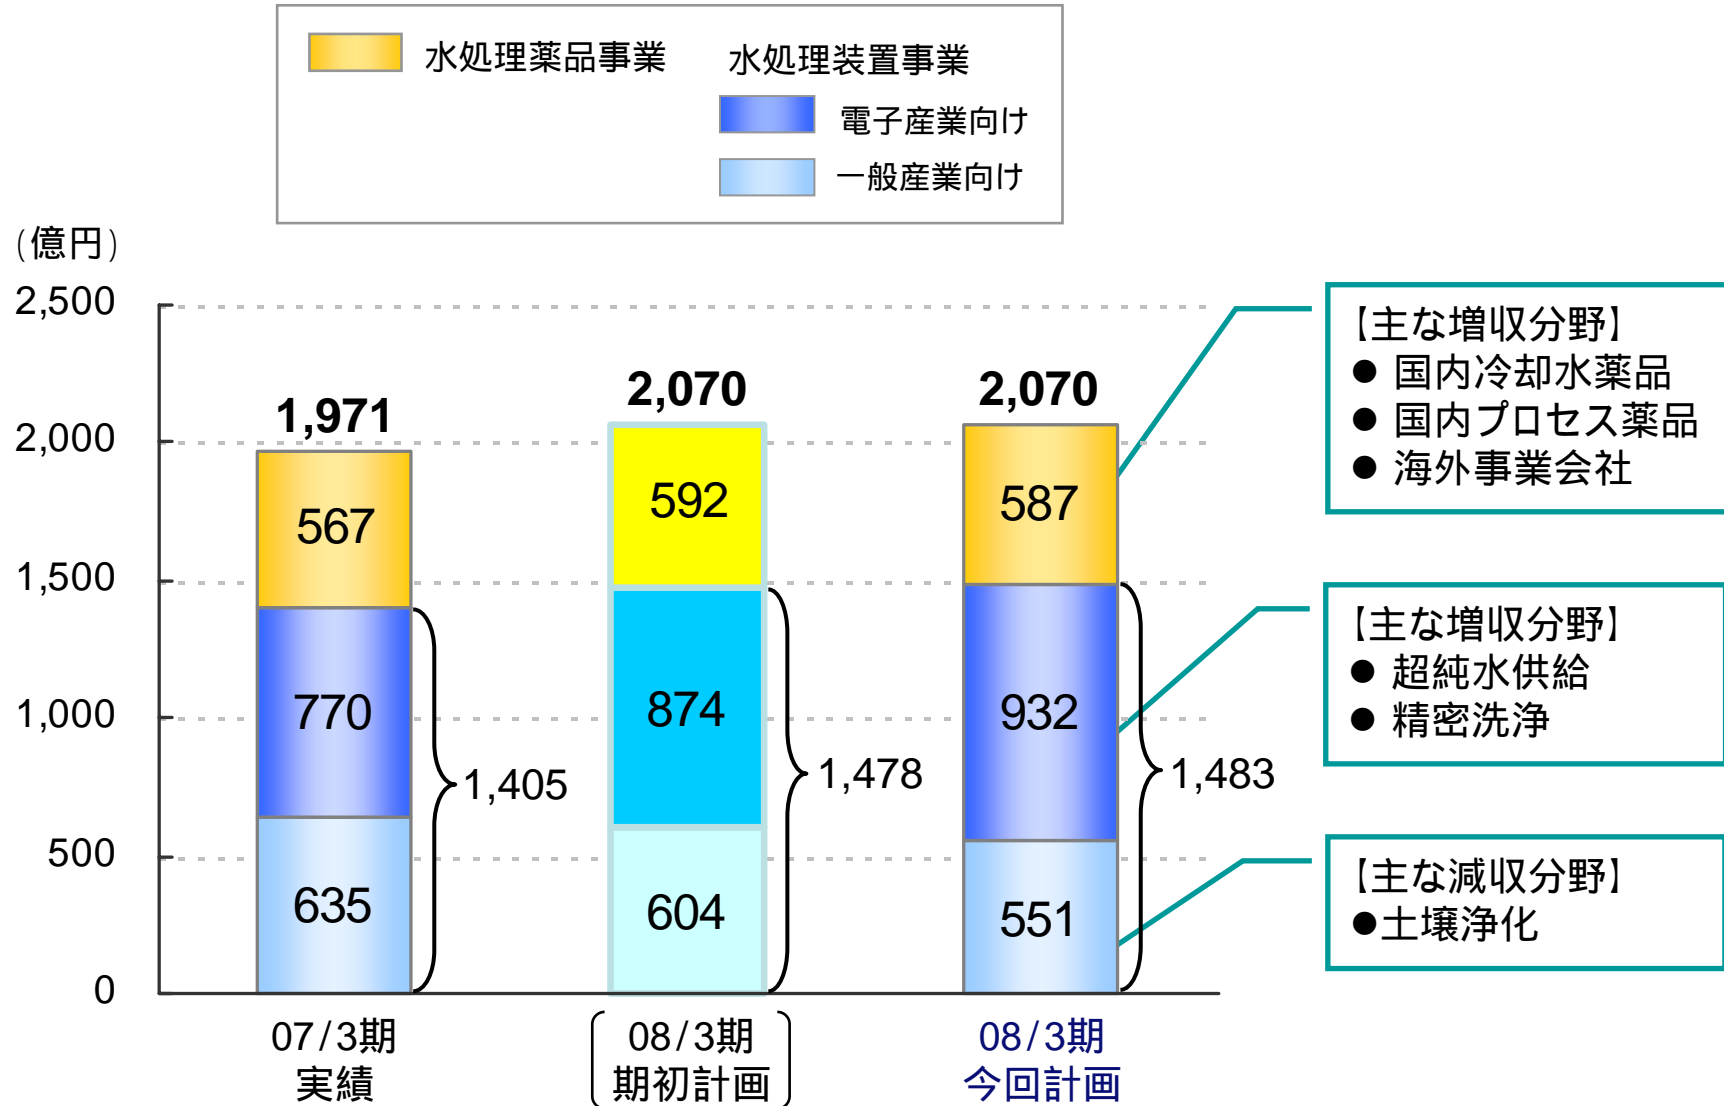 水処理薬品事業
水処理装置事業
電子産業向け
一般産業向け
(億円)
2,500
2,000
1,500
1,000
500
0
1,971
567
770
635
1,405
2,070
592
874
604
1,478
2,070
587
932
551
1,483
07/3期
実績
08/3期
期初計画
08/3期
今回計画
【主な増収分野】
● 国内冷却水薬品
● 国内プロセス薬品
● 海外事業会社
【主な増収分野】
● 超純水供給
● 精密洗浄
【主な減収分野】
●土壌浄化